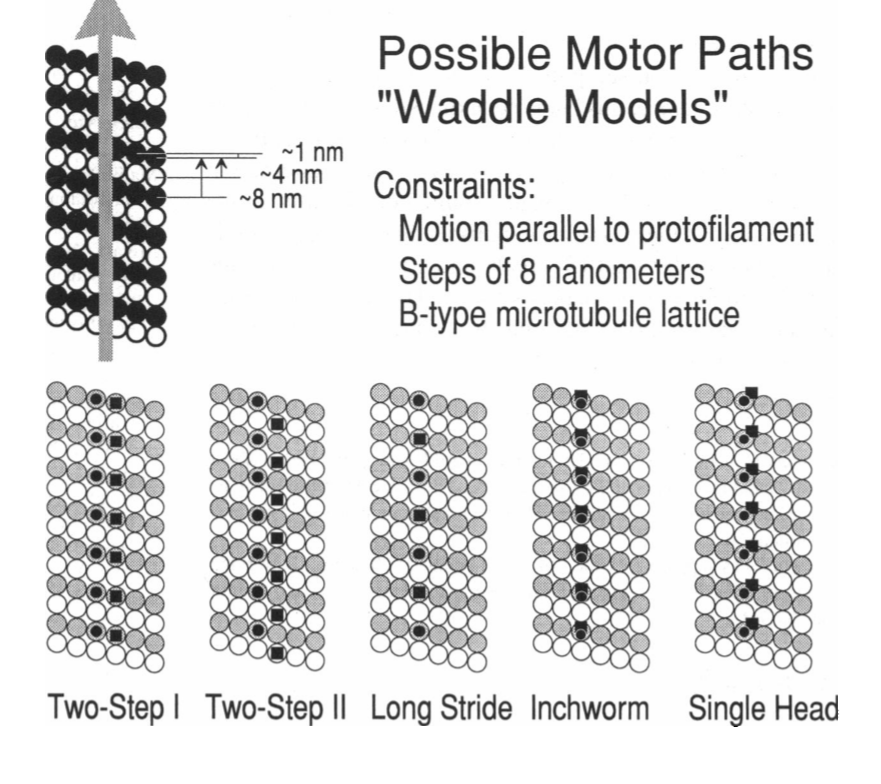 Possible Motor Paths
"Waddle Models"
~1 nm
~4 nm
~8 nm
Constraints:
Motion parallel to protofilament
Steps of 8 nanometers
B-type microtubule lattice
Two-Step I
Two-Step II
Long Stride
Inchworm
Single Head